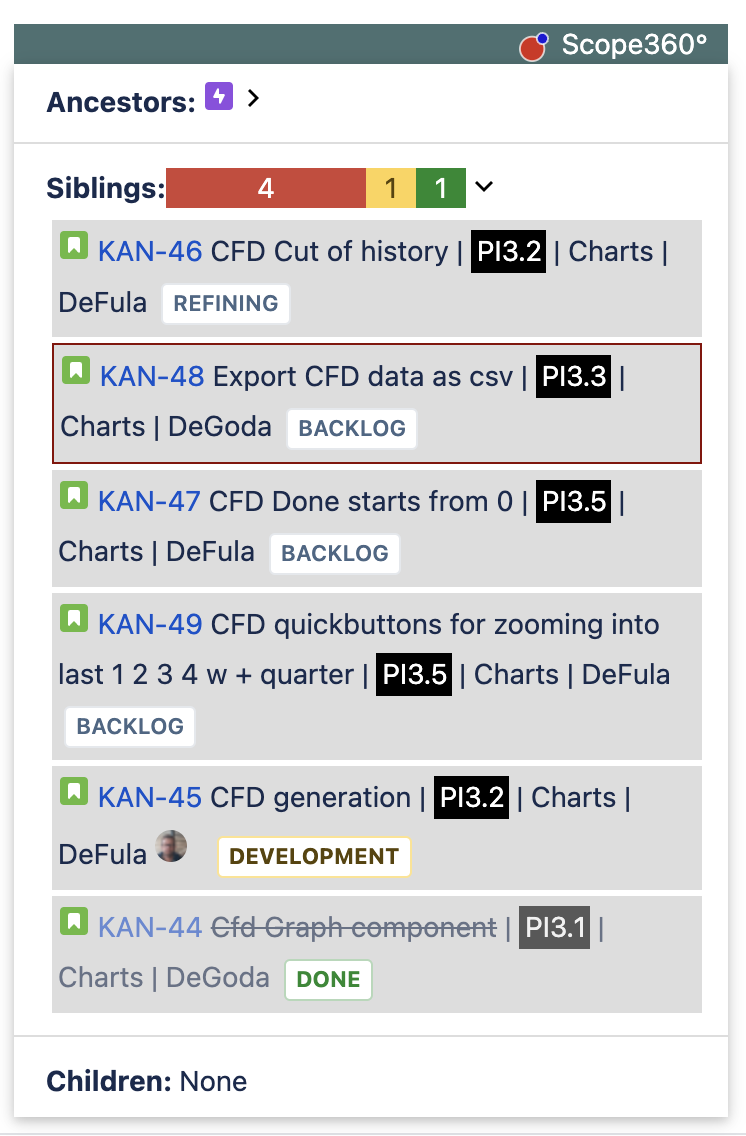 Scope360°
Ancestors:
Siblings: 4 1 1
KAN-46 CFD Cut of history | PI3.2 | Charts |
DeFula REFINING
KAN-48 Export CFD data as csv | PI3.3 |
Charts | DeGoda BACKLOG
KAN-47 CFD Done starts from 0 | PI3.5 |
Charts | DeFula BACKLOG
KAN-49 CFD quickbuttons for zooming into
last 1 2 3 4 w + quarter | PI3.5 | Charts | DeFula
BACKLOG
KAN-45 CFD generation | PI3.2 | Charts |
DeFula DEVELOPMENT
KAN-44 Cfd Graph component | PI3.1 |
Charts | DeGoda DONE
Children: None